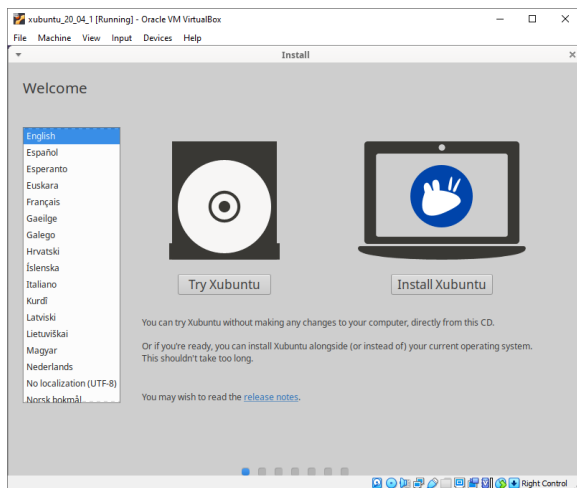 xubuntu_20_04_1 [Running] - Oracle VM VirtualBox
File Machine View Input Devices Help
Install
Welcome
English
Español
Esperanto
Euskara
Français
Gaeilge
Galego
Hrvatski
Íslenska
Italiano
Kurdî
Latviski
Lietuviškai
Magyar
Nederlands
No localization (UTF-8)
Norsk bokmål
Try Xubuntu
Install Xubuntu
You can try Xubuntu without making any changes to your computer, directly from this CD.
Or if you're ready, you can install Xubuntu alongside (or instead of) your current operating system.
This shouldn't take too long.
You may wish to read the release notes.
Right Control